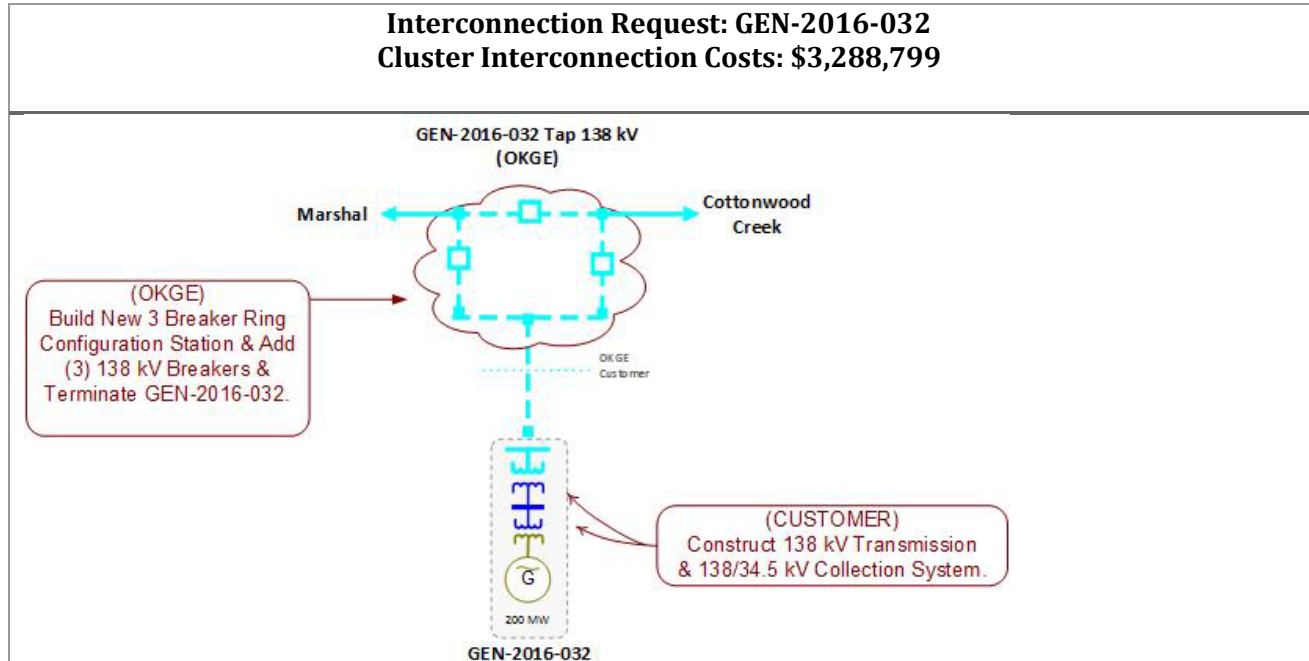 Interconnection Request: GEN-2016-032
Cluster Interconnection Costs: $3,288,799
GEN-2016-032 Tap 138 kV
(OKGE)
Marshal
Cottonwood
Creek
(OKGE)
Build New 3 Breaker Ring
Configuration Station & Add
(3) 138 kV Breakers &
Terminate GEN-2016-032.
OKGE
Customer
(CUSTOMER)
Construct 138 kV Transmission
& 138/34.5 kV Collection System.
G
200 MW
GEN-2016-032